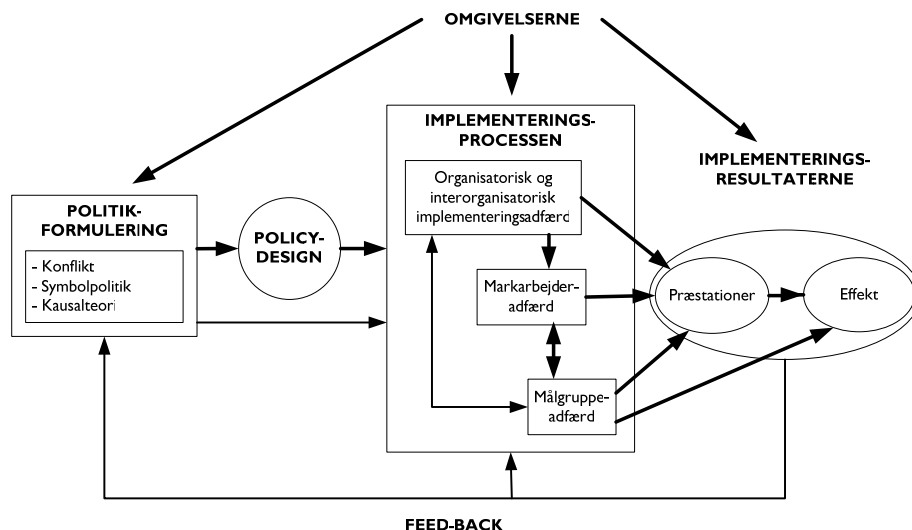 OMGIVELSERNE
POLITIK-
FORMULERING
- Konflikt
- Symbolpolitik
- Kausalteori
POLICY-
DESIGN
IMPLEMENTERINGS-
PROCESSEN
Organisatorisk og
interorganisatorisk
implementeringsadfærd
Markarbejder-
adfærd
Målgruppe-
adfærd
IMPLEMENTERINGS-
RESULTATERNE
Præstationer
Effekt
FEED-BACK